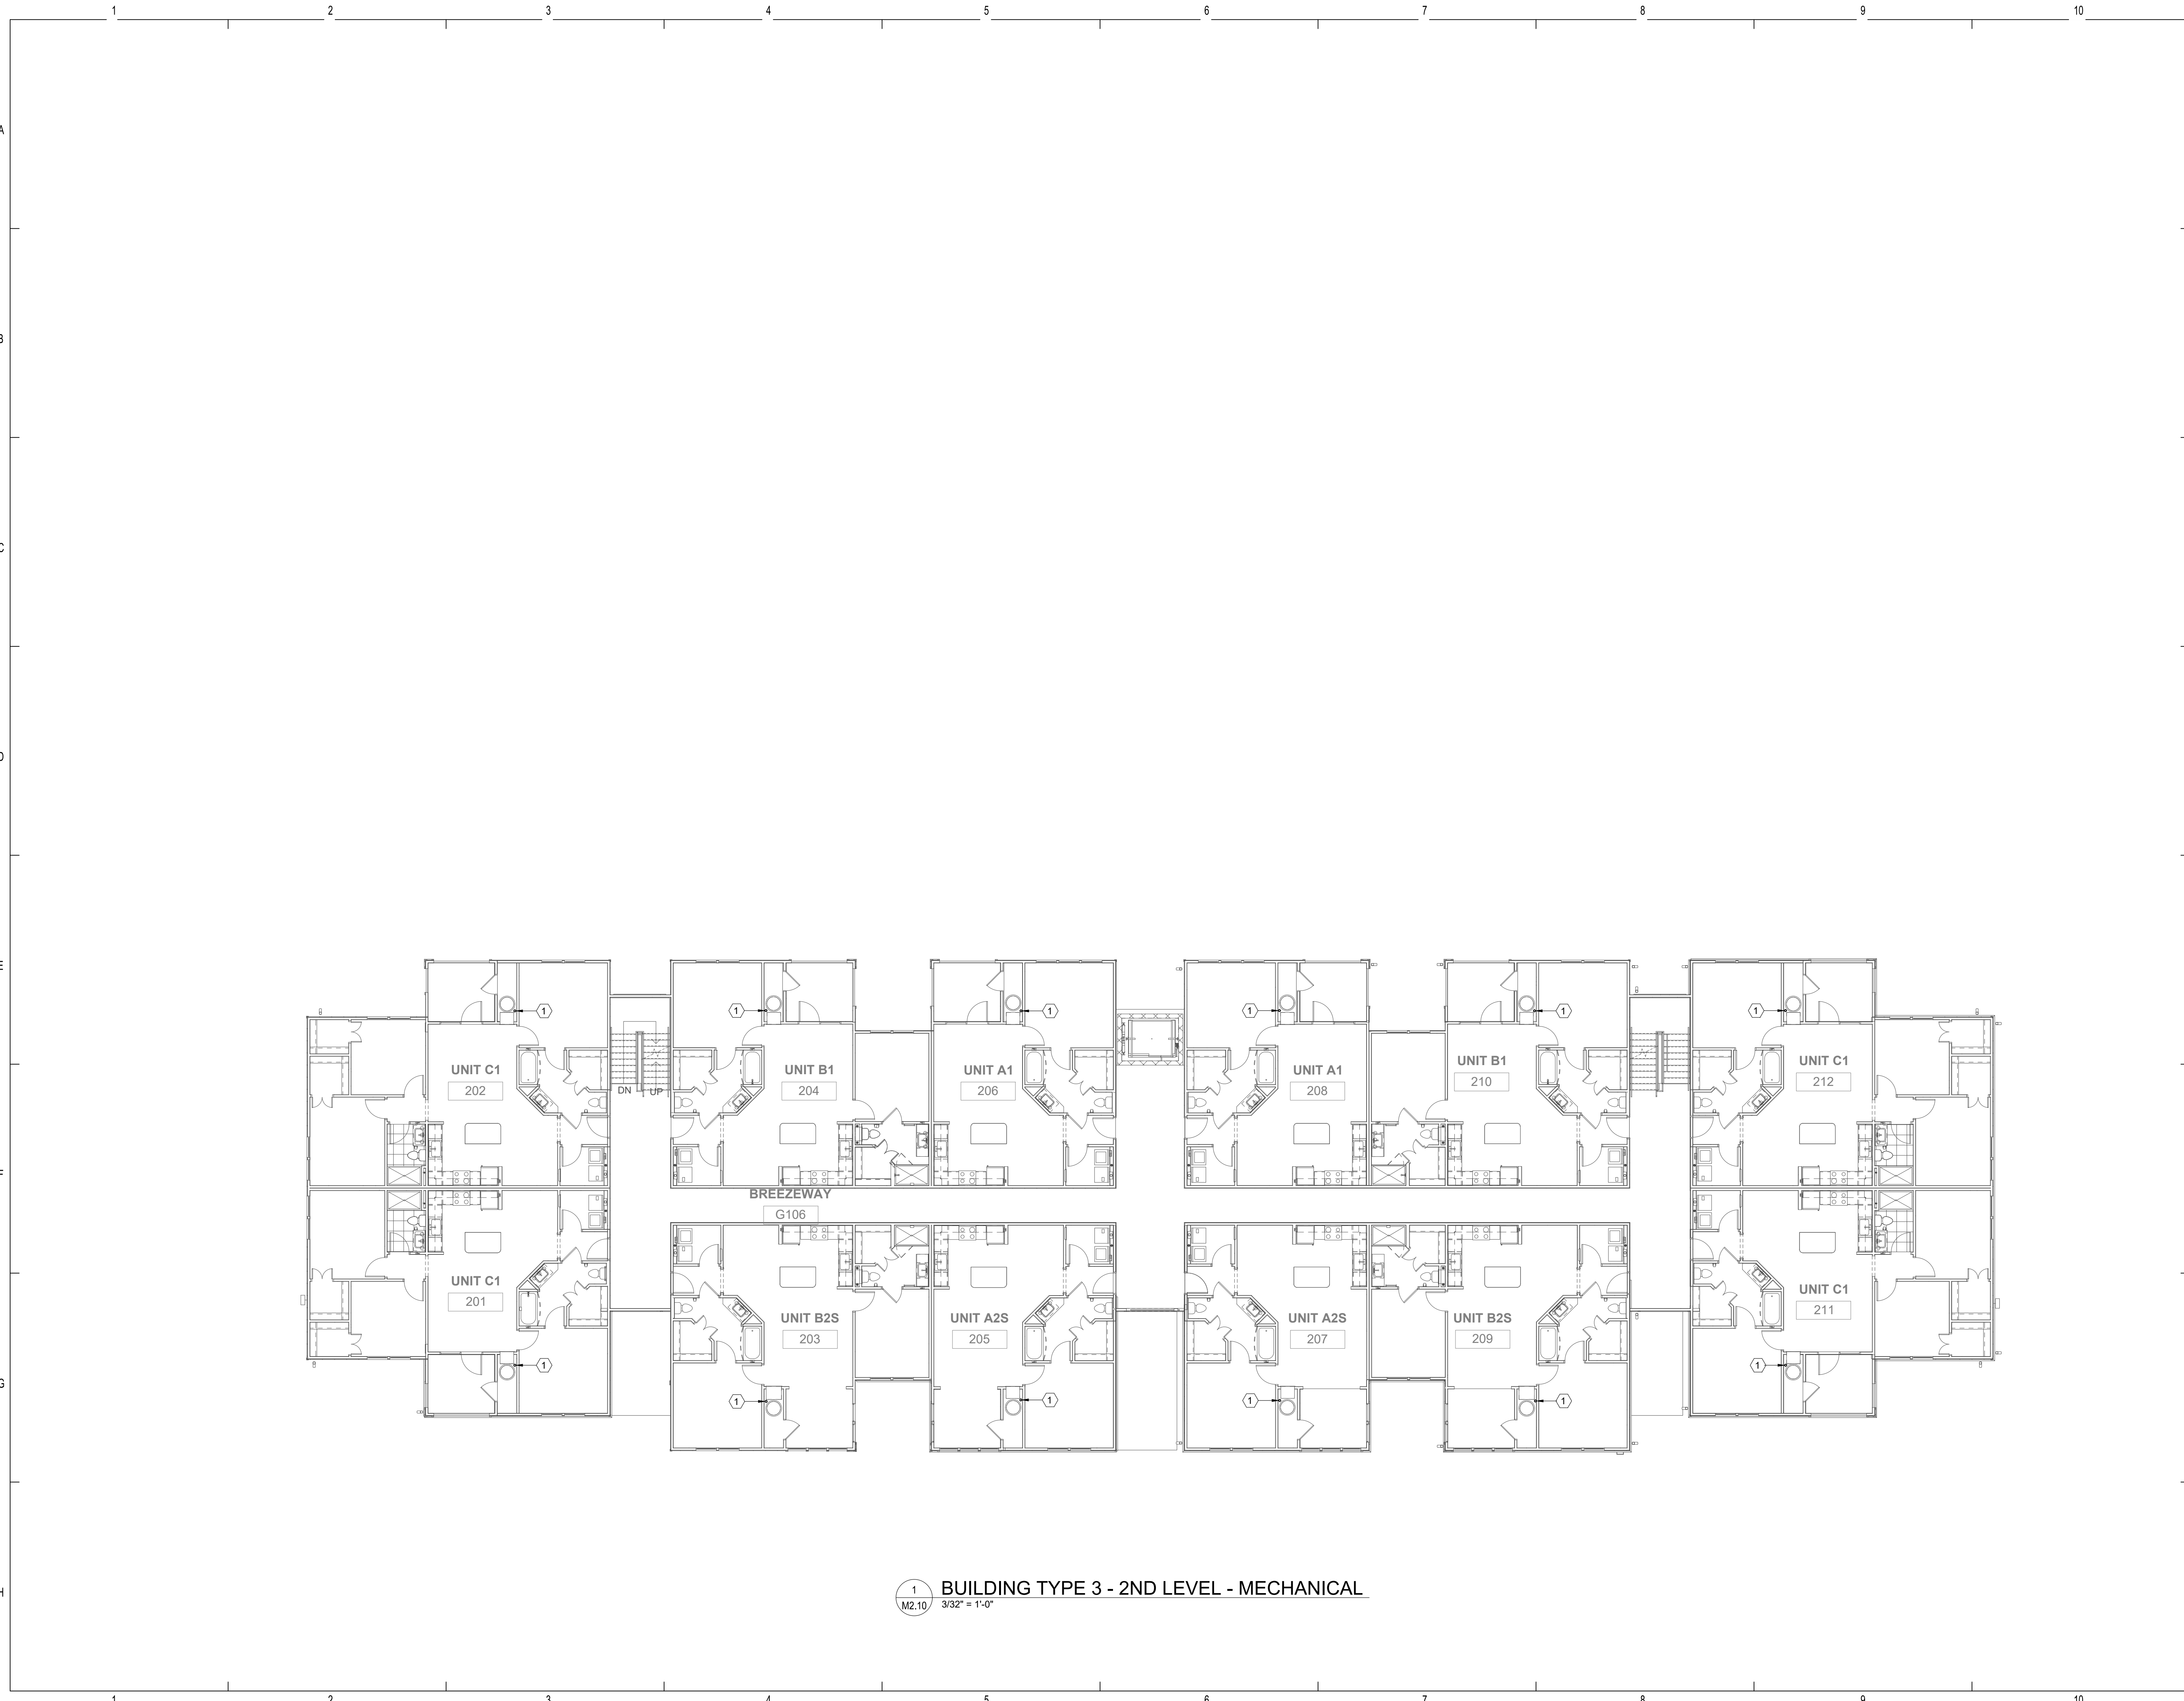 1 2 3 4 5 6 7 8 9 10
A
B
C
D
E
F
G
H
1 1 1 1 1 1
UNIT C1
202
UNIT B1
204
UNIT A1
206
UNIT A1
208
UNIT B1
210
UNIT C1
212
DN UP
BREEZEWAY
G106
UNIT C1
201
UNIT B2S
203
UNIT A2S
205
UNIT A2S
207
UNIT B2S
209
UNIT C1
211
1 1 1 1 1 1
1
M2.10
BUILDING TYPE 3 - 2ND LEVEL - MECHANICAL
3/32" = 1'-0"
1 2 3 4 5 6 7 8 9 10